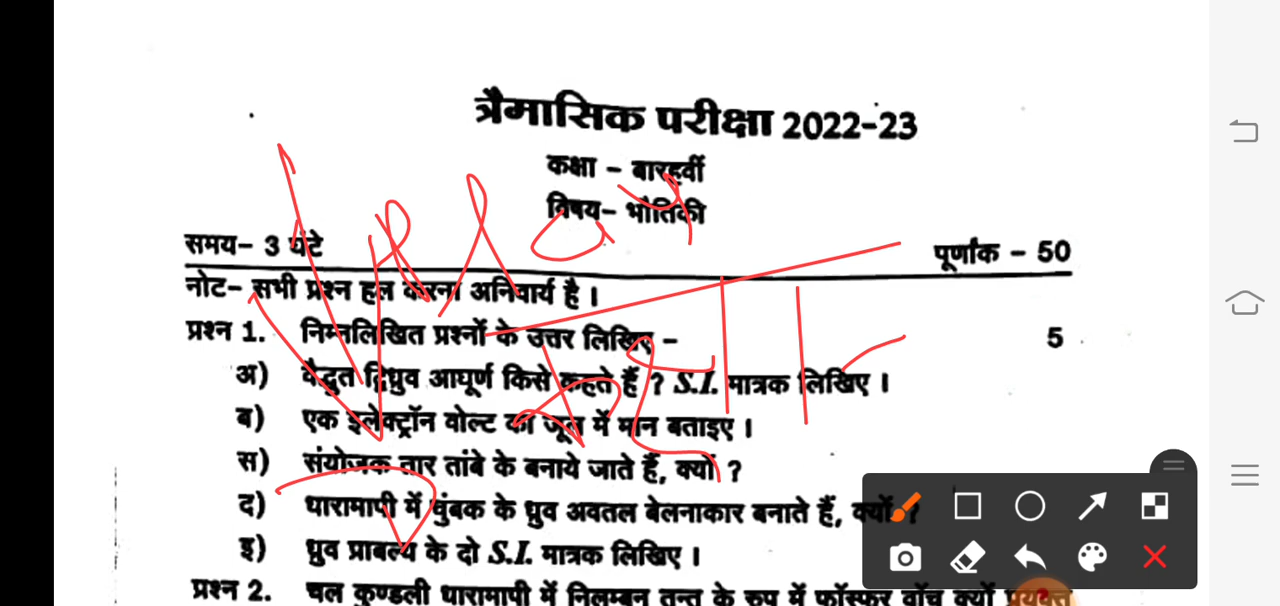 त्रैमासिक परीक्षा 2022-23
कक्षा - बारहवीं
विषय- भौतिकी
समय- 3 घंटे पूर्णांक - 50
नोट- सभी प्रश्न हल करना अनिवार्य है ।
प्रश्न 1. निम्नलिखित प्रश्नों के उत्तर लिखिए - 5
अ) वैद्युत द्विध्रुव आघूर्ण किसे कहते हैं ? S.I. मात्रक लिखिए ।
ब) एक इलेक्ट्रॉन वोल्ट का जूल में मान बताइए ।
स) संयोजक तार तांबे के बनाये जाते हैं, क्यों ?
द) धारामापी में चुंबक के ध्रुव अवतल बेलनाकार बनाते हैं, क्यों ?
इ) ध्रुव प्राबल्य के दो S.I. मात्रक लिखिए ।
प्रश्न 2. चल कुण्डली धारामापी में निलम्बन तन्तु के रूप में फॉस्फर